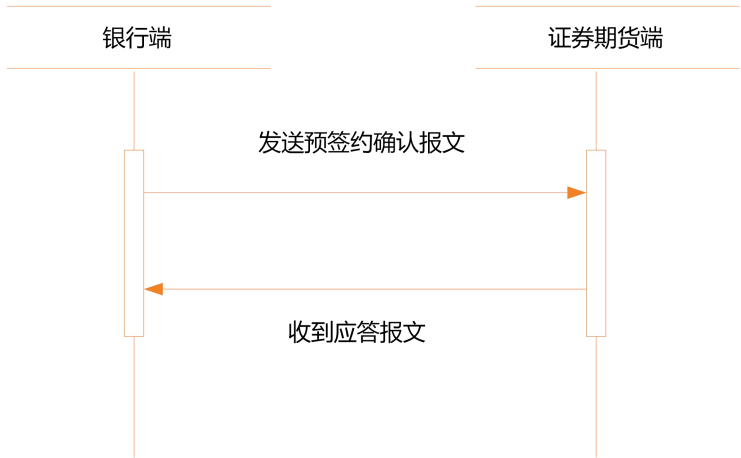 银行端
证券期货端
发送预签约确认报文
收到应答报文